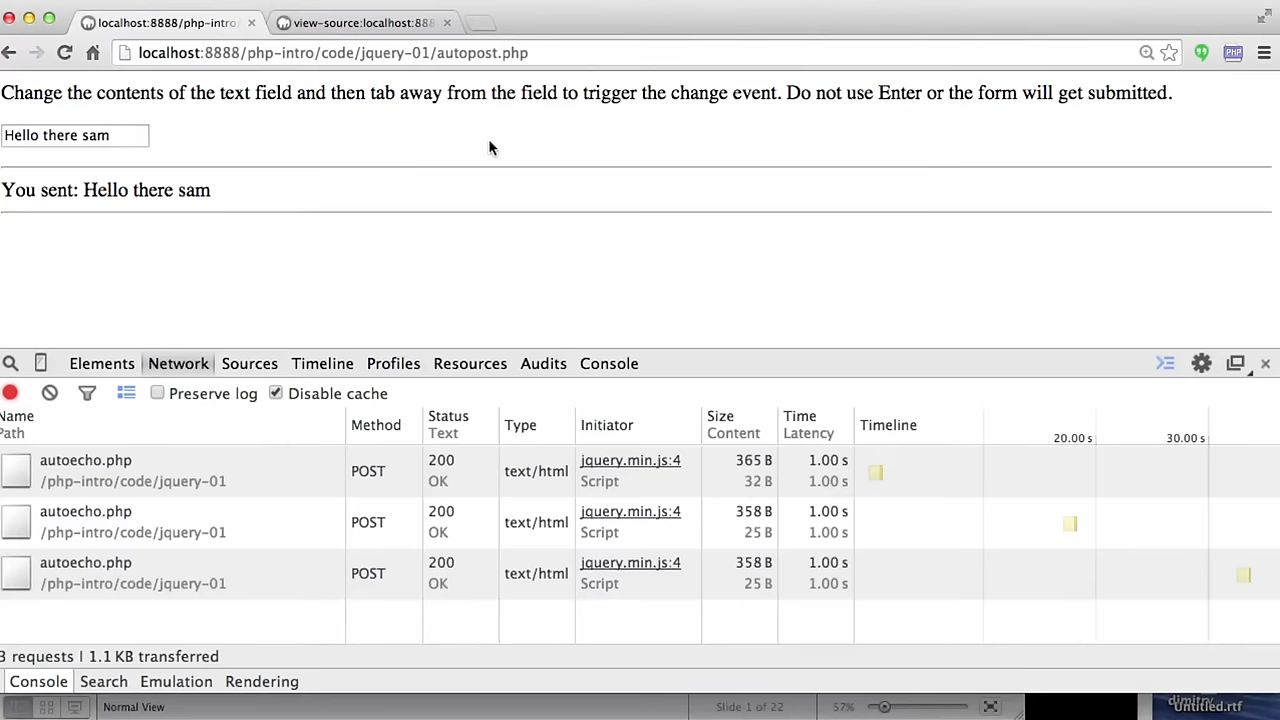 localhost:8888/php-intro
view-source:localhost:888
localhost:8888/php-intro/code/jquery-01/autopost.php
PHP
Change the contents of the text field and then tab away from the field to trigger the change event. Do not use Enter or the form will get submitted.
Hello there sam
You sent: Hello there sam
Elements Network Sources Timeline Profiles Resources Audits Console
Preserve log Disable cache
Name Method Status Type Initiator Size Time Timeline
Path Text Content Latency 20.00 s 30.00 s
autoecho.php POST 200 text/html jquery.min.js:4 365 B 1.00 s
/php-intro/code/jquery-01 OK Script 32 B 1.00 s
autoecho.php POST 200 text/html jquery.min.js:4 358 B 1.00 s
/php-intro/code/jquery-01 OK Script 25 B 1.00 s
autoecho.php POST 200 text/html jquery.min.js:4 358 B 1.00 s
/php-intro/code/jquery-01 OK Script 25 B 1.00 s
3 requests | 1.1 KB transferred
Console Search Emulation Rendering
Normal View Slide 1 of 22 57% dimitry
Untitled.rtf